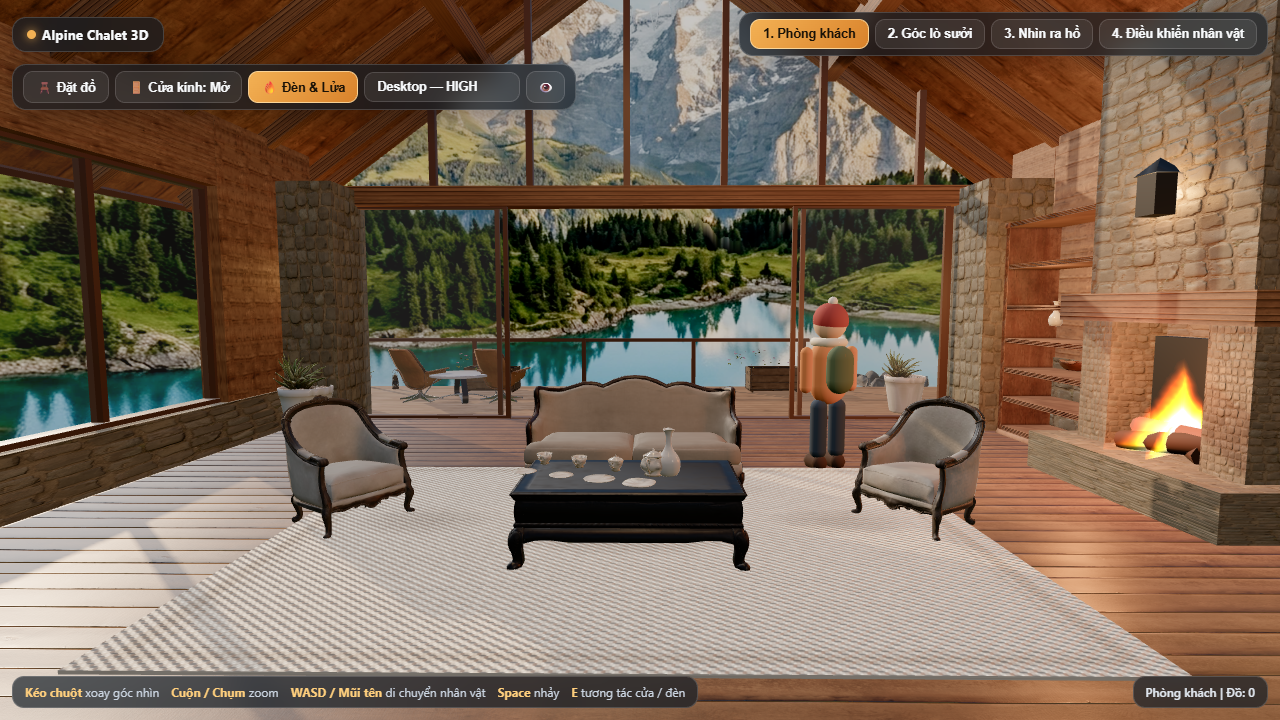 Alpine Chalet 3D
1. Phòng khách
2. Góc lò sưởi
3. Nhìn ra hồ
4. Điều khiển nhân vật
Đặt đồ
Cửa kính: Mở
Đèn & Lửa
Desktop — HIGH
Kéo chuột xoay góc nhìn Cuộn / Chụm zoom WASD / Mũi tên di chuyển nhân vật Space nhảy E tương tác cửa / đèn
Phòng khách | Đồ: 0